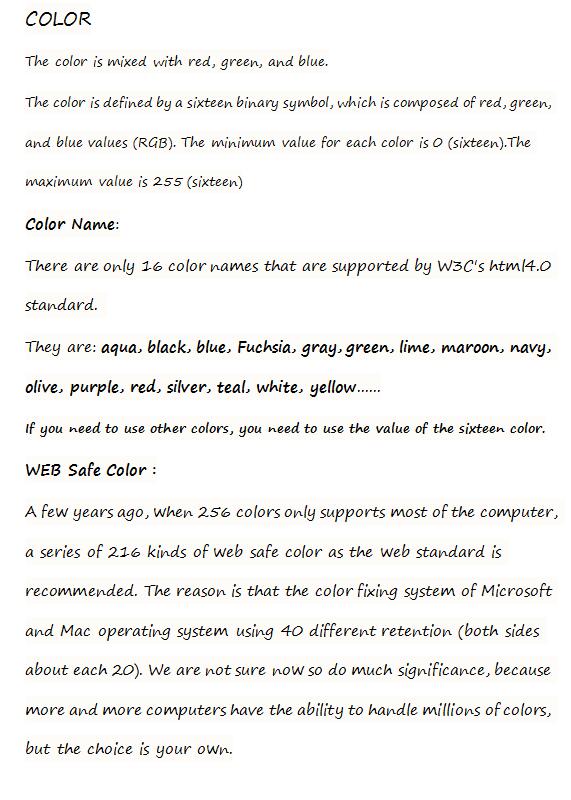 COLOR
The color is mixed with red, green, and blue.
The color is defined by a sixteen binary symbol, which is composed of red, green,
and blue values (RGB). The minimum value for each color is 0 (sixteen).The
maximum value is 255 (sixteen)
Color Name:
There are only 16 color names that are supported by W3C's html4.0
standard.
They are: aqua, black, blue, Fuchsia, gray, green, lime, maroon, navy,
olive, purple, red, silver, teal, white, yellow......
If you need to use other colors, you need to use the value of the sixteen color.
WEB Safe Color :
A few years ago, when 256 colors only supports most of the computer,
a series of 216 kinds of web safe color as the web standard is
recommended. The reason is that the color fixing system of Microsoft
and Mac operating system using 40 different retention (both sides
about each 20). We are not sure now so do much significance, because
more and more computers have the ability to handle millions of colors,
but the choice is your own.